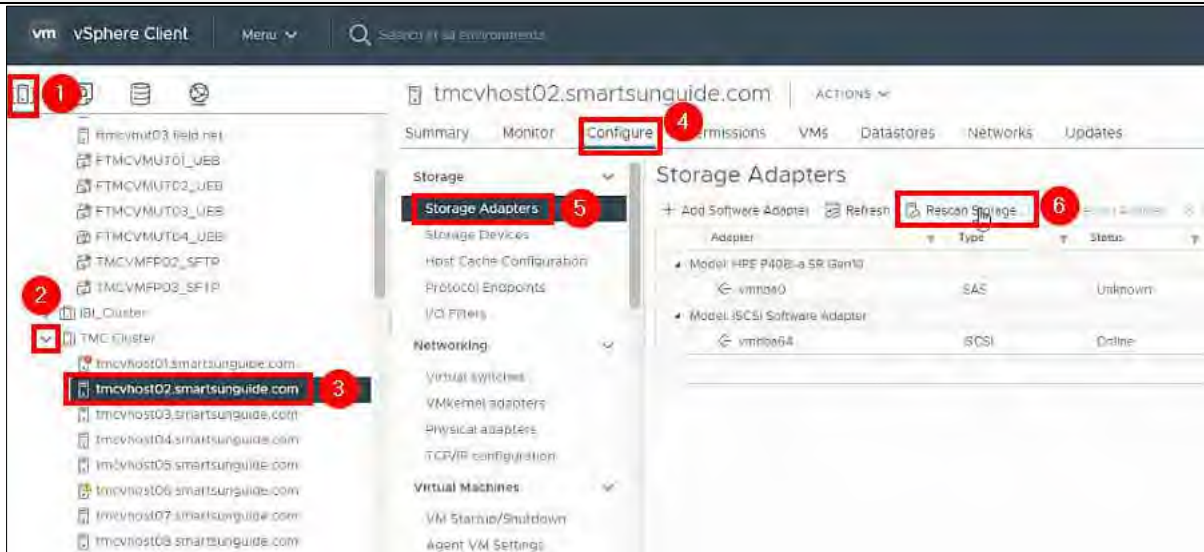 vm vSphere Client Menu Search in all environments
1
tmcvhost02.smartsunguide.com ACTIONS
4
Summary Monitor Configure Permissions VMs Datastores Networks Updates
FTMCVMUT01_UEB
FTMCVMUT02_UEB
FTMCVMUT03_UEB
FTMCVMUT04_UEB
TMCVMFP02_SFTP
TMCVMFP03_SFTP
2
IBI_Cluster
TMC Cluster
tmcvhost01.smartsunguide.com
tmcvhost02.smartsunguide.com 3
tmcvhost03.smartsunguide.com
tmcvhost04.smartsunguide.com
tmcvhost05.smartsunguide.com
tmcvhost06.smartsunguide.com
tmcvhost07.smartsunguide.com
tmcvhost08.smartsunguide.com
Storage
Storage Adapters 5
Storage Devices
Host Cache Configuration
Protocol Endpoints
I/O Filters
Networking
Virtual switches
VMkernel adapters
Physical adapters
TCP/IP configuration
Virtual Machines
VM Startup/Shutdown
Agent VM Settings
Storage Adapters
+ Add Software Adapter Refresh Rescan Storage... 6
Adapter Type Status
Model: HPE P408i-a SR Gen10
vmhba0 SAS Unknown
Model: iSCSI Software Adapter
vmhba64 iSCSI Online